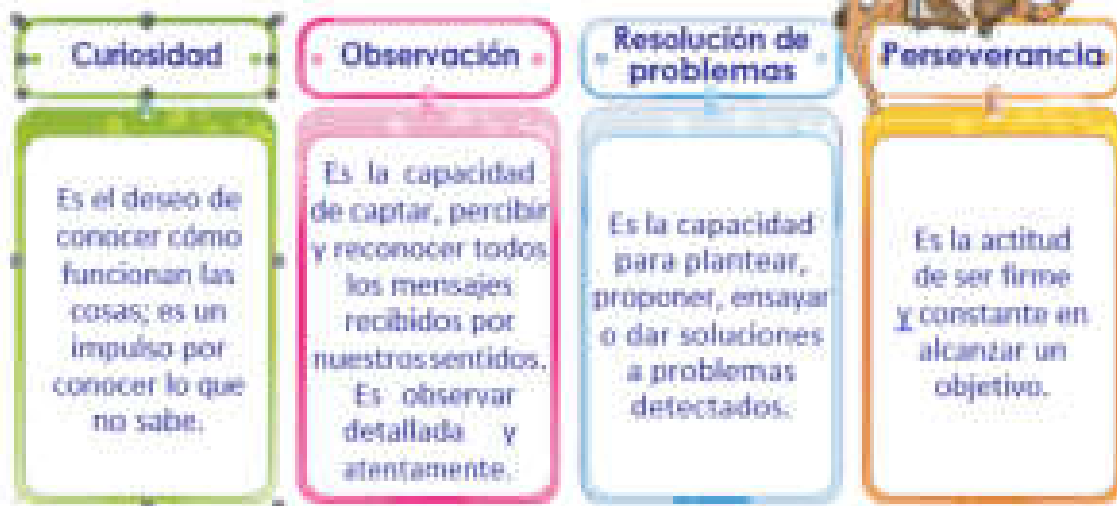 Curiosidad
Es el deseo de
conocer cómo
funcionan las
cosas; es un
impulso por
conocer lo que
no sabe.
Observación
Es la capacidad
de captar, percibir
y reconocer todos
los mensajes
recibidos por
nuestros sentidos.
Es observar
detallada y
atentamente.
Resolución de
problemas
Es la capacidad
para plantear,
proponer, ensayar
o dar soluciones
a problemas
detectados.
Perseverancia
Es la actitud
de ser firme
y constante en
alcanzar un
objetivo.